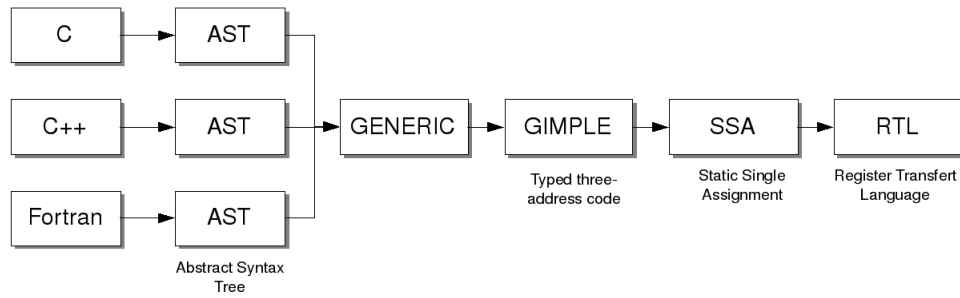 C
AST
C++
AST
GENERIC
GIMPLE
SSA
RTL
Typed three-
address code
Static Single
Assignment
Register Transfert
Language
Fortran
AST
Abstract Syntax
Tree